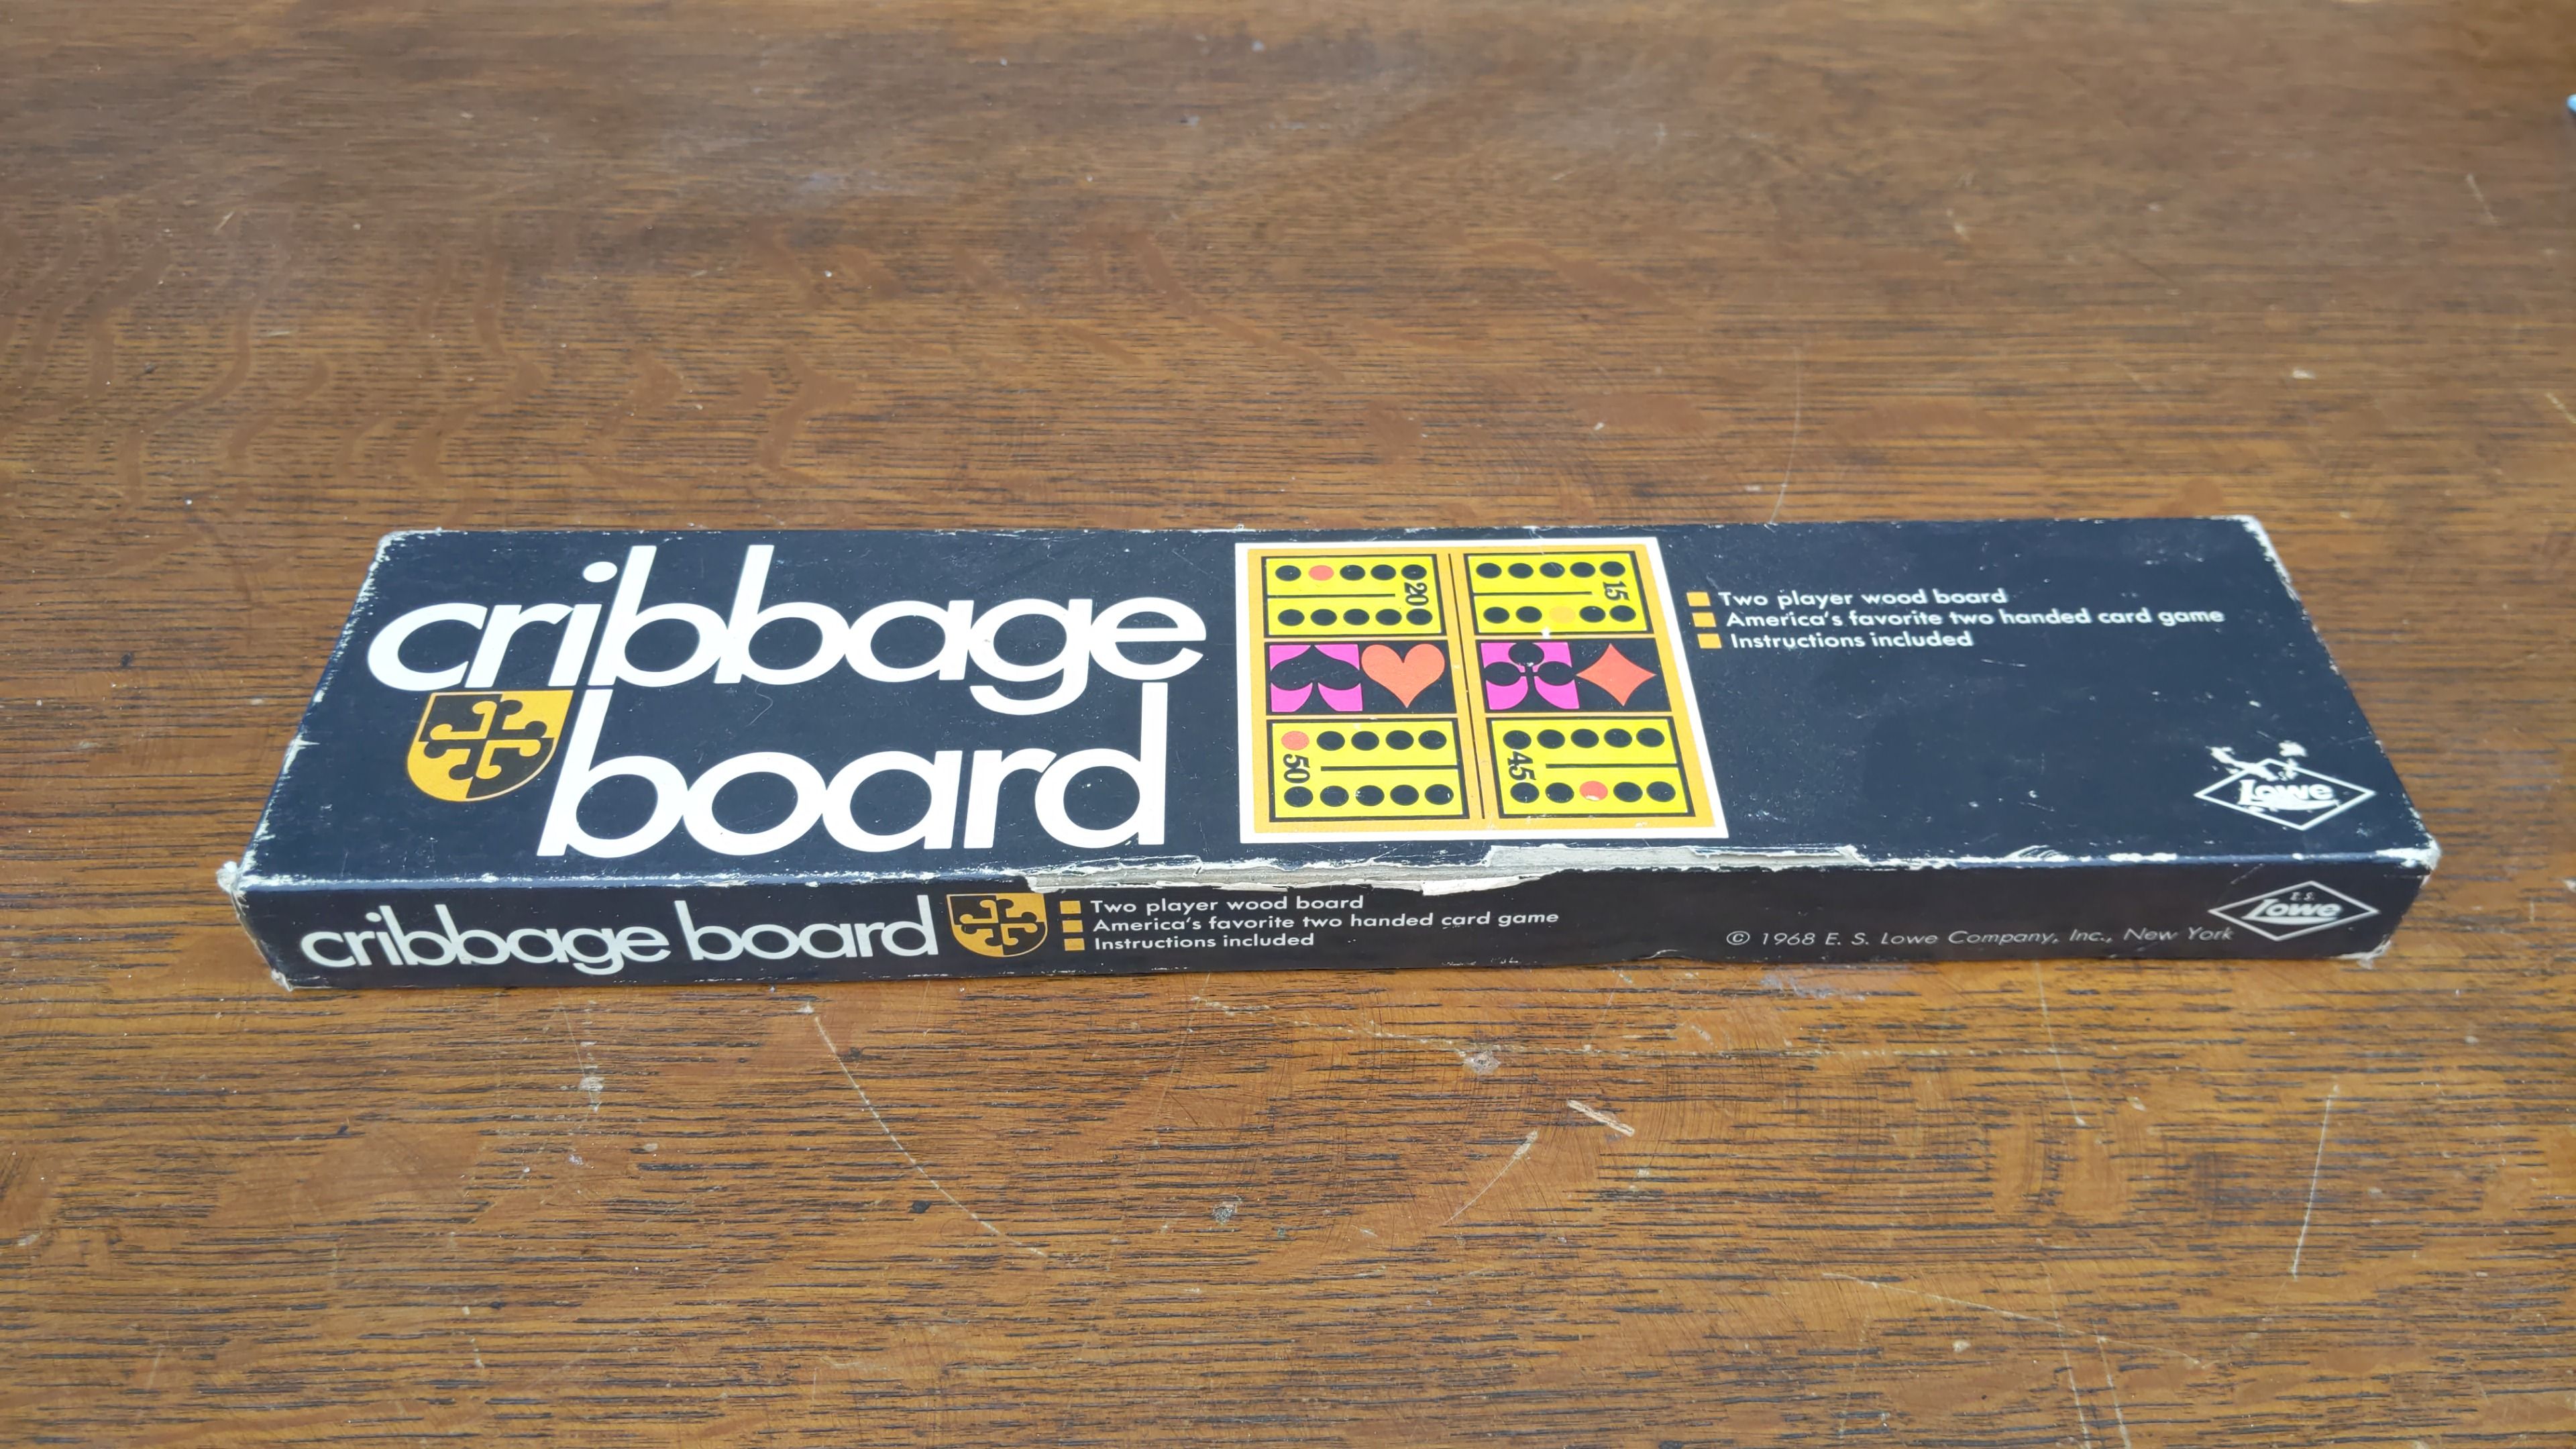 cribbage
board
20
15
50
45
Two player wood board
America's favorite two handed card game
Instructions included
Lowe
cribbage board
Two player wood board
America's favorite two handed card game
Instructions included
© 1968 E. S. Lowe Company, Inc., New York
E.S.
Lowe